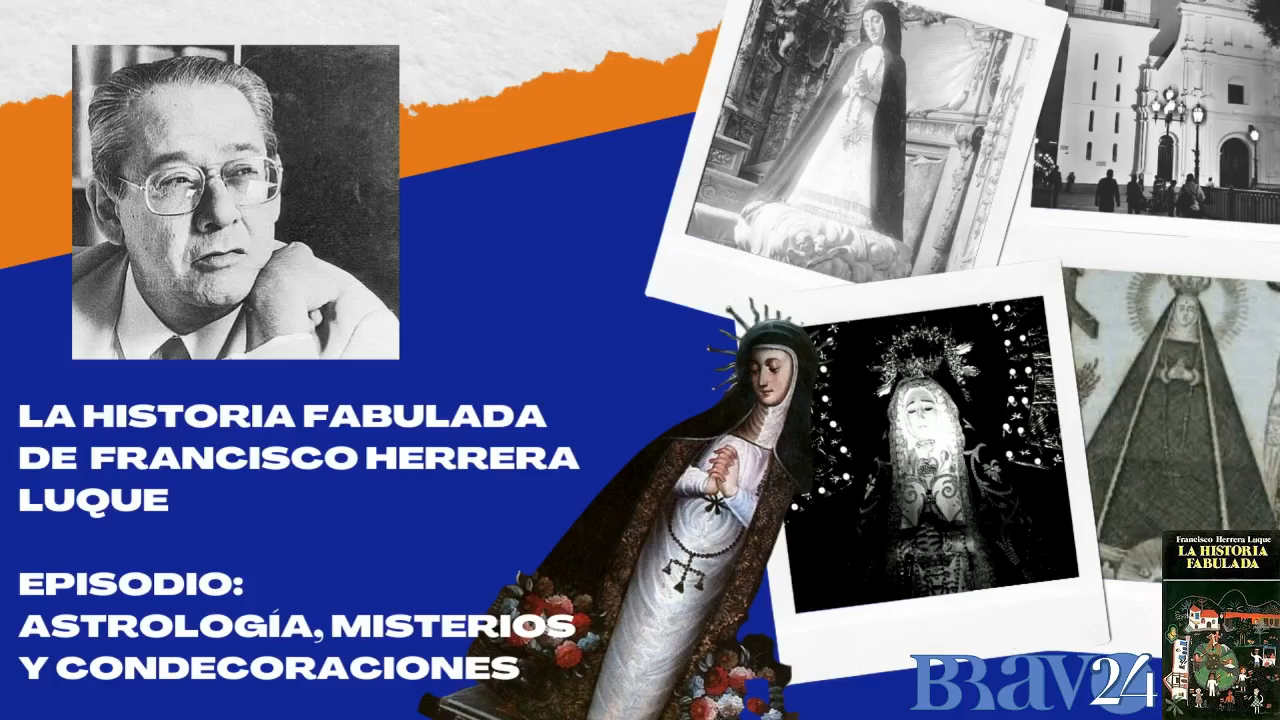 LA HISTORIA FABULADA
DE FRANCISCO HERRERA
LUQUE
EPISODIO:
ASTROLOGÍA, MISTERIOS
Y CONDECORACIONES
Francisco Herrera Luque
LA HISTORIA
FABULADA
BRavo24